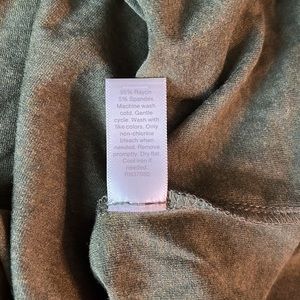 95% Rayon
5% Spandex
Machine wash
cold. Gentle
cycle. Wash with
like colors. Only
non-chlorine
bleach when
needed. Remove
promptly. Dry flat.
Cool iron if
needed.